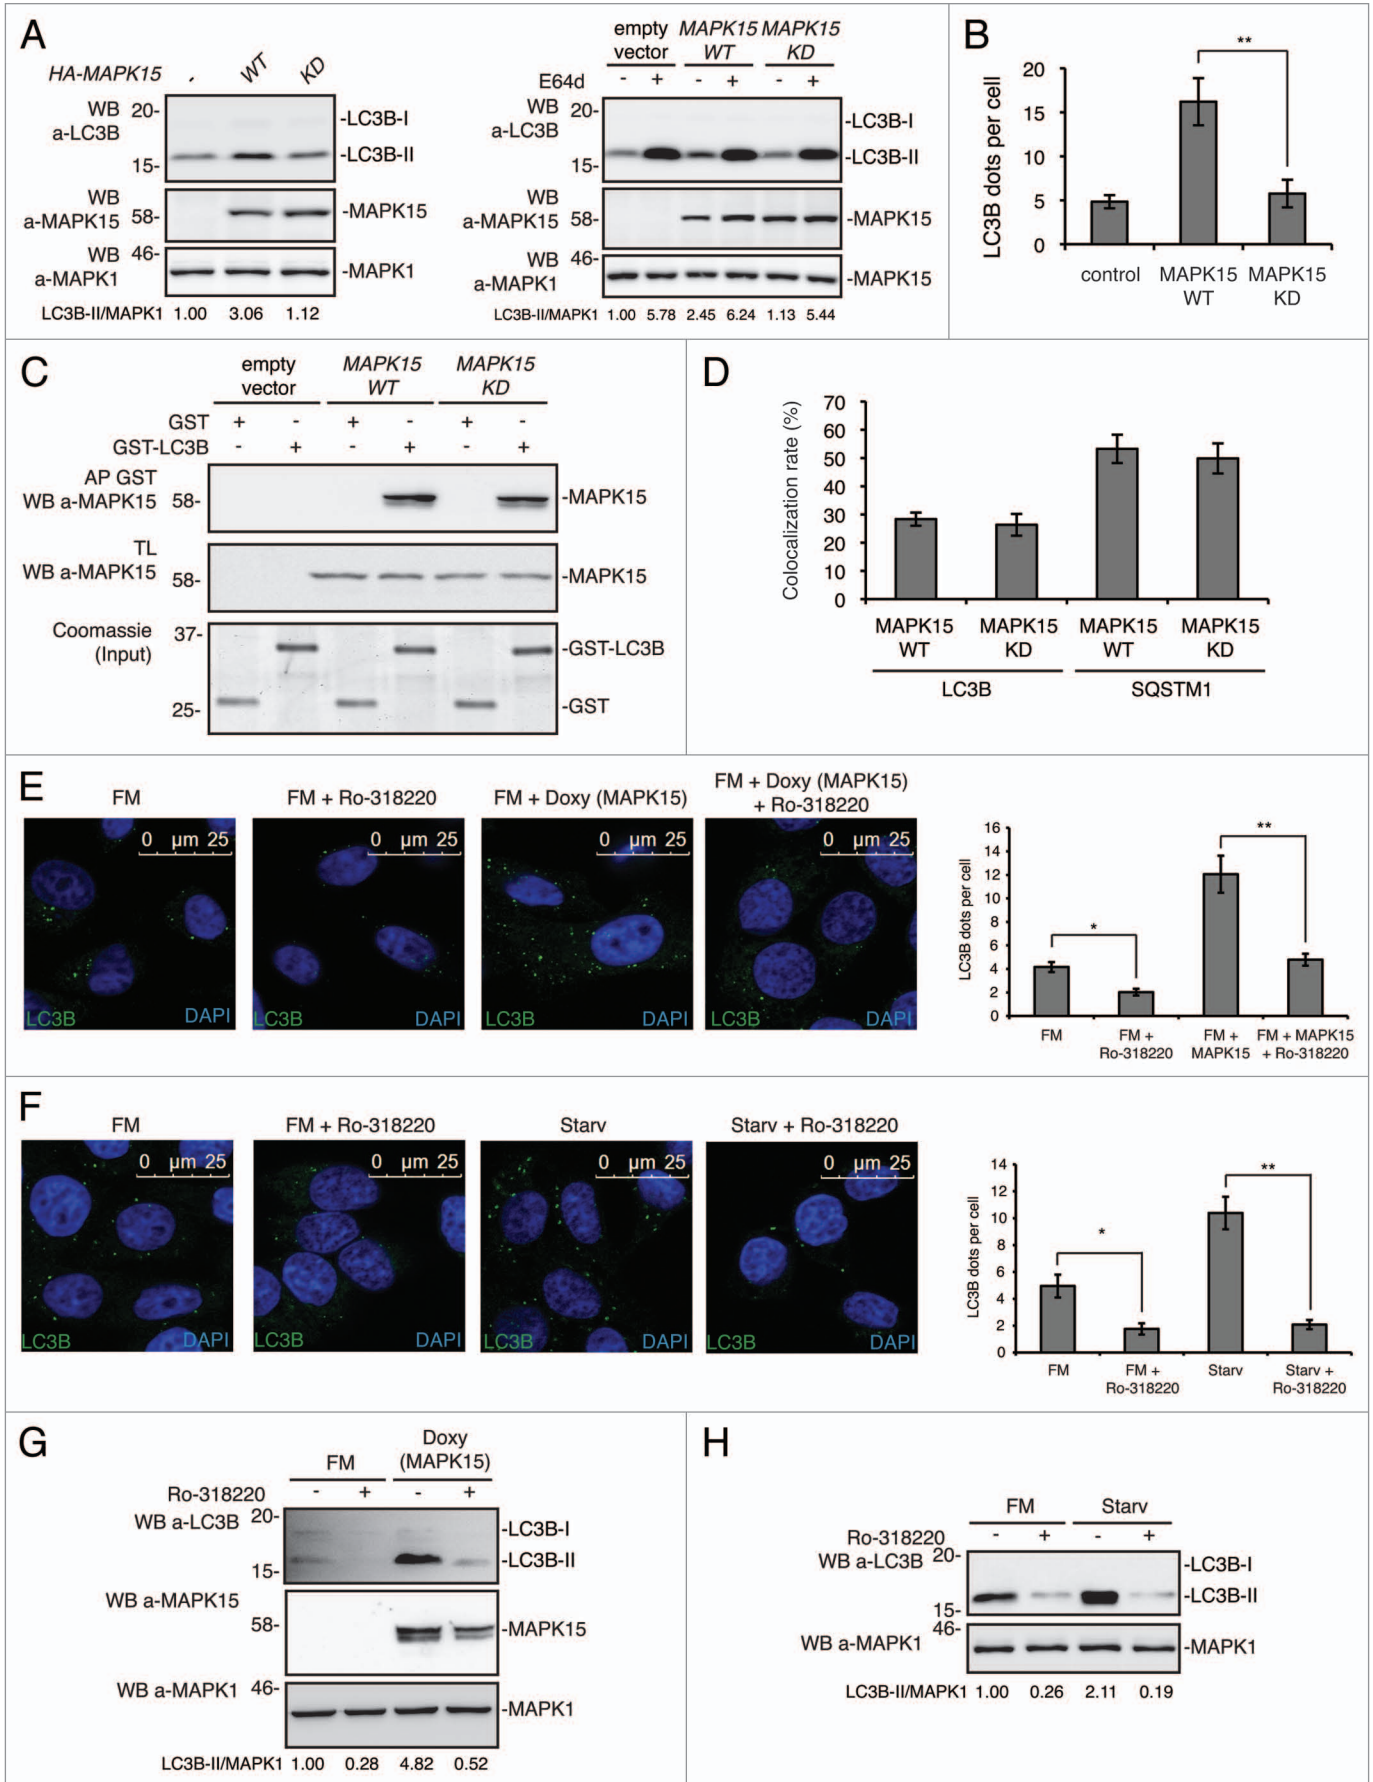 A
HA-MAPK15 - WT KD
WB a-LC3B 20- 15- -LC3B-I -LC3B-II
WB a-MAPK15 58- -MAPK15
WB a-MAPK1 46- -MAPK1
LC3B-II/MAPK1 1.00 3.06 1.12
empty vector MAPK15 WT MAPK15 KD
E64d - + - + - +
WB a-LC3B 20- 15- -LC3B-I -LC3B-II
WB a-MAPK15 58- -MAPK15
WB a-MAPK1 46- -MAPK15
LC3B-II/MAPK1 1.00 5.78 2.45 6.24 1.13 5.44
B
LC3B dots per cell
20
15
20
5
0
**
control MAPK15 WT MAPK15 KD
C
empty vector MAPK15 WT MAPK15 KD
GST + - + - + -
GST-LC3B - + - + - +
AP GST
WB a-MAPK15 58- -MAPK15
TL
WB a-MAPK15 58- -MAPK15
Coomassie (Input) 37- 25- -GST-LC3B -GST
D
Colocalization rate (%)
70
60
50
40
30
20
10
0
MAPK15 WT MAPK15 KD MAPK15 WT MAPK15 KD
LC3B SQSTM1
E
FM
0 µm 25
LC3B DAPI
FM + Ro-318220
0 µm 25
LC3B DAPI
FM + Doxy (MAPK15)
0 µm 25
LC3B DAPI
FM + Doxy (MAPK15) + Ro-318220
0 µm 25
LC3B DAPI
LC3B dots per cell
16
14
12
10
8
6
4
2
0
* **
FM FM + Ro-318220 FM + MAPK15 FM + MAPK15 + Ro-318220
F
FM
0 µm 25
LC3B DAPI
FM + Ro-318220
0 µm 25
LC3B DAPI
Starv
0 µm 25
LC3B DAPI
Starv + Ro-318220
0 µm 25
LC3B DAPI
LC3B dots per cell
14
12
10
8
6
4
2
0
* **
FM FM + Ro-318220 Starv Starv + Ro-318220
G
FM Doxy (MAPK15)
Ro-318220 - + - +
WB a-LC3B 20- 15- -LC3B-I -LC3B-II
WB a-MAPK15 58- -MAPK15
WB a-MAPK1 46- -MAPK1
LC3B-II/MAPK1 1.00 0.28 4.82 0.52
H
FM Starv
Ro-318220 - + - +
WB a-LC3B 20- 15- -LC3B-I -LC3B-II
WB a-MAPK1 46- -MAPK1
LC3B-II/MAPK1 1.00 0.26 2.11 0.19